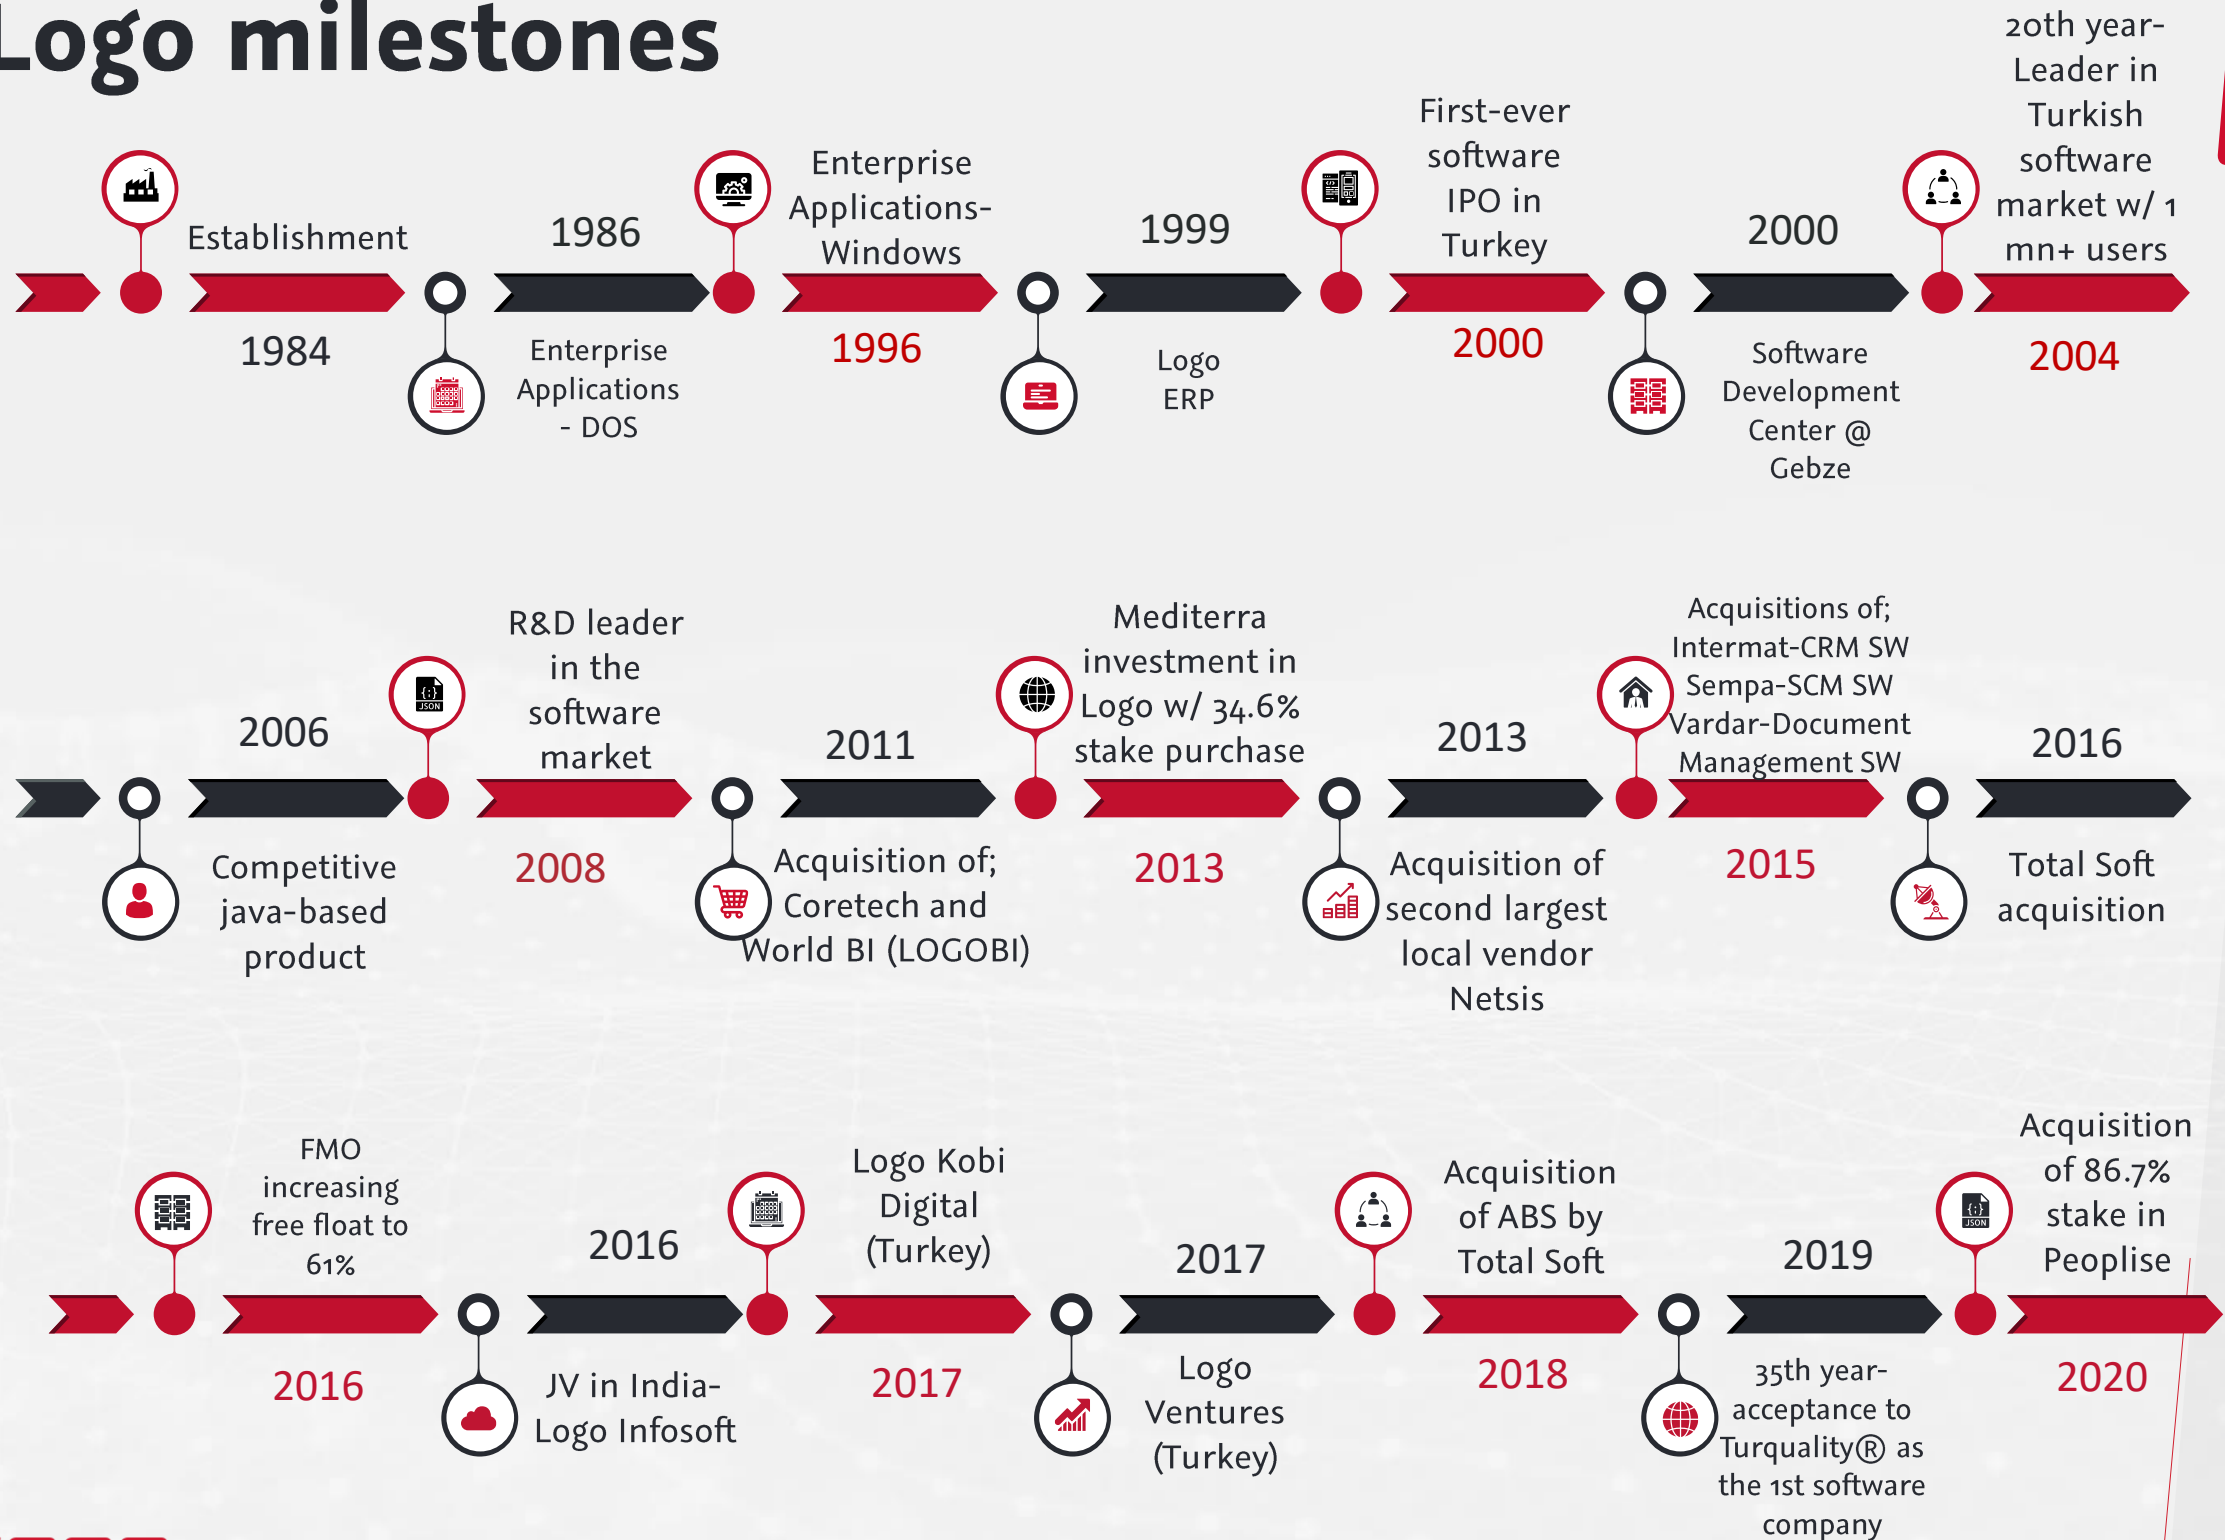 Logo milestones
Establishment
1984
1986
Enterprise
Applications
- DOS
Enterprise
Applications-
Windows
1996
1999
Logo
ERP
First-ever
software
IPO in
Turkey
2000
2000
Software
Development
Center @
Gebze
20th year-
Leader in
Turkish
software
market w/ 1
mn+ users
2004
2006
Competitive
java-based
product
JSON
R&D leader
in the
software
market
2008
2011
Acquisition of;
Coretech and
World BI (LOGOBI)
Mediterra
investment in
Logo w/ 34.6%
stake purchase
2013
2013
Acquisition of
second largest
local vendor
Netsis
Acquisitions of;
Intermat-CRM SW
Sempa-SCM SW
Vardar-Document
Management SW
2015
2016
Total Soft
acquisition
FMO
increasing
free float to
61%
2016
2016
JV in India-
Logo Infosoft
Logo Kobi
Digital
(Turkey)
2017
2017
Logo
Ventures
(Turkey)
Acquisition
of ABS by
Total Soft
2018
2019
35th year-
acceptance to
Turquality® as
the 1st software
company
JSON
Acquisition
of 86.7%
stake in
Peoplise
2020